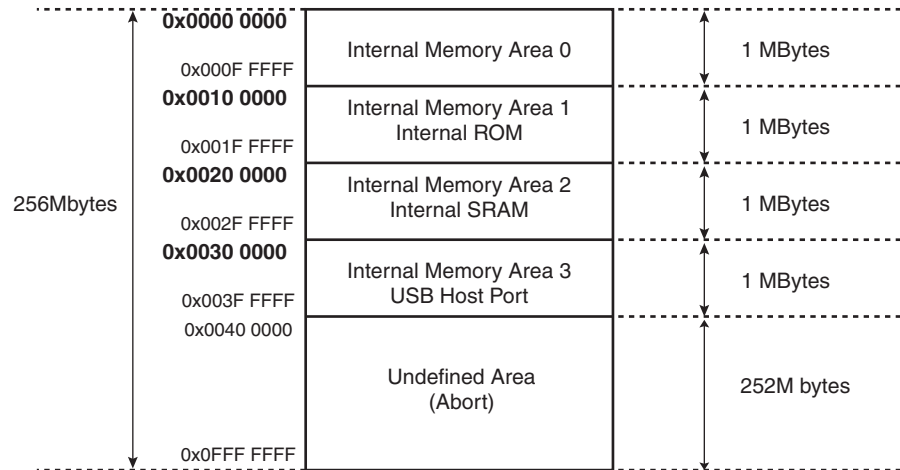 0x0000 0000
Internal Memory Area 0
1 MBytes
0x000F FFFF
0x0010 0000
Internal Memory Area 1
Internal ROM
1 MBytes
0x001F FFFF
0x0020 0000
256Mbytes
Internal Memory Area 2
Internal SRAM
1 MBytes
0x002F FFFF
0x0030 0000
Internal Memory Area 3
USB Host Port
1 MBytes
0x003F FFFF
0x0040 0000
Undefined Area
(Abort)
252M bytes
0x0FFF FFFF